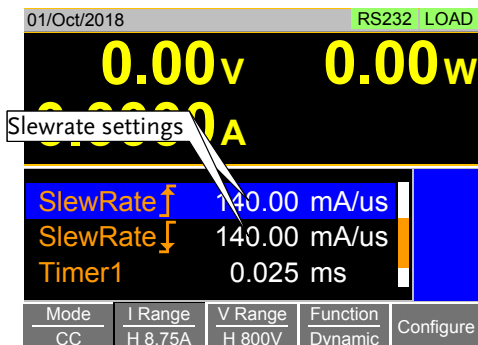 01/Oct/2018 RS232 LOAD
0.00V 0.00W
A
Slewrate settings
SlewRate 140.00 mA/us
SlewRate 140.00 mA/us
Timer1 0.025 ms
Mode I Range V Range Function Configure
CC H 8.75A H 800V Dynamic